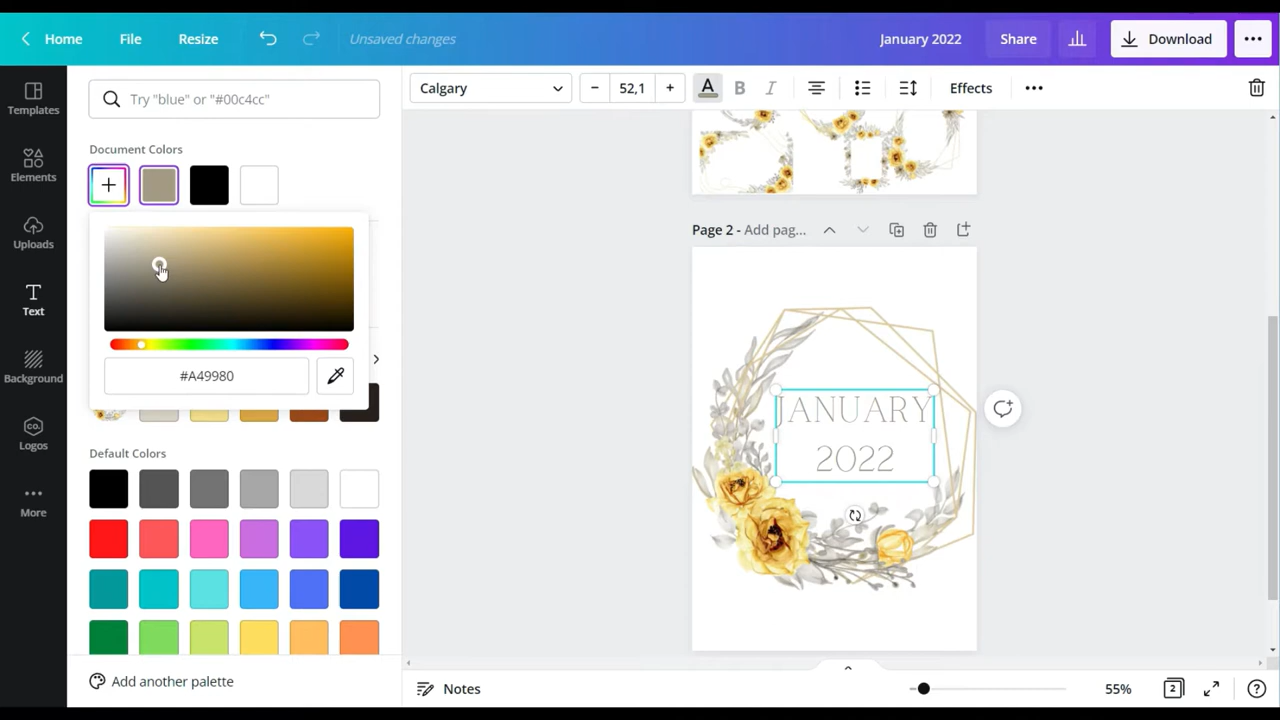 Home
File
Resize
Unsaved changes
January 2022
Share
Download
Templates
Elements
Uploads
Text
Background
CO.
Logos
More
Try "Blue" or "#00c4cc"
Document Colors
#A49980
Default Colors
Add another palette
Calgary
52,1
A
B
I
Effects
Page 2 - Add pag...
JANUARY
2022
Notes
55%
2
?